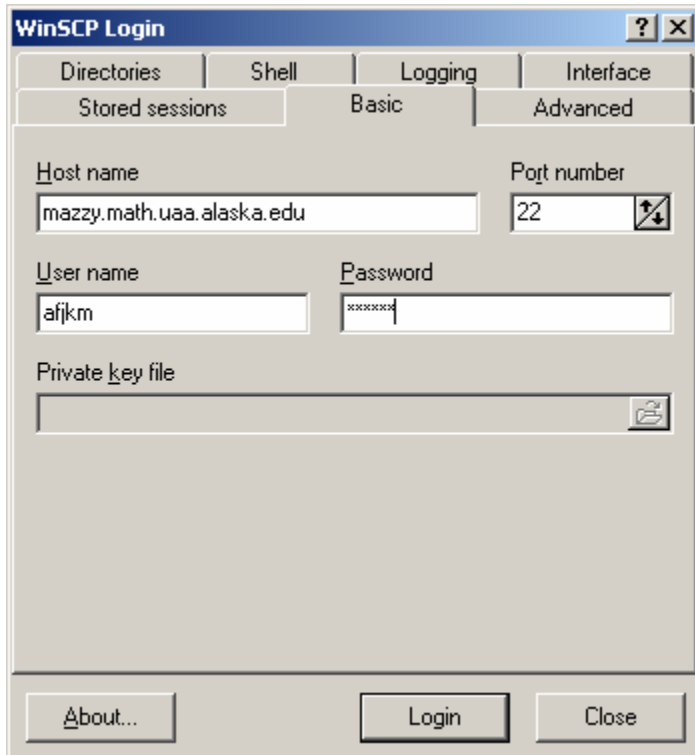 WinSCP Login
Directories Shell Logging Interface
Stored sessions Basic Advanced
Host name Port number
mazzy.math.uaa.alaska.edu 22
User name Password
afjkm ******
Private key file
About... Login Close